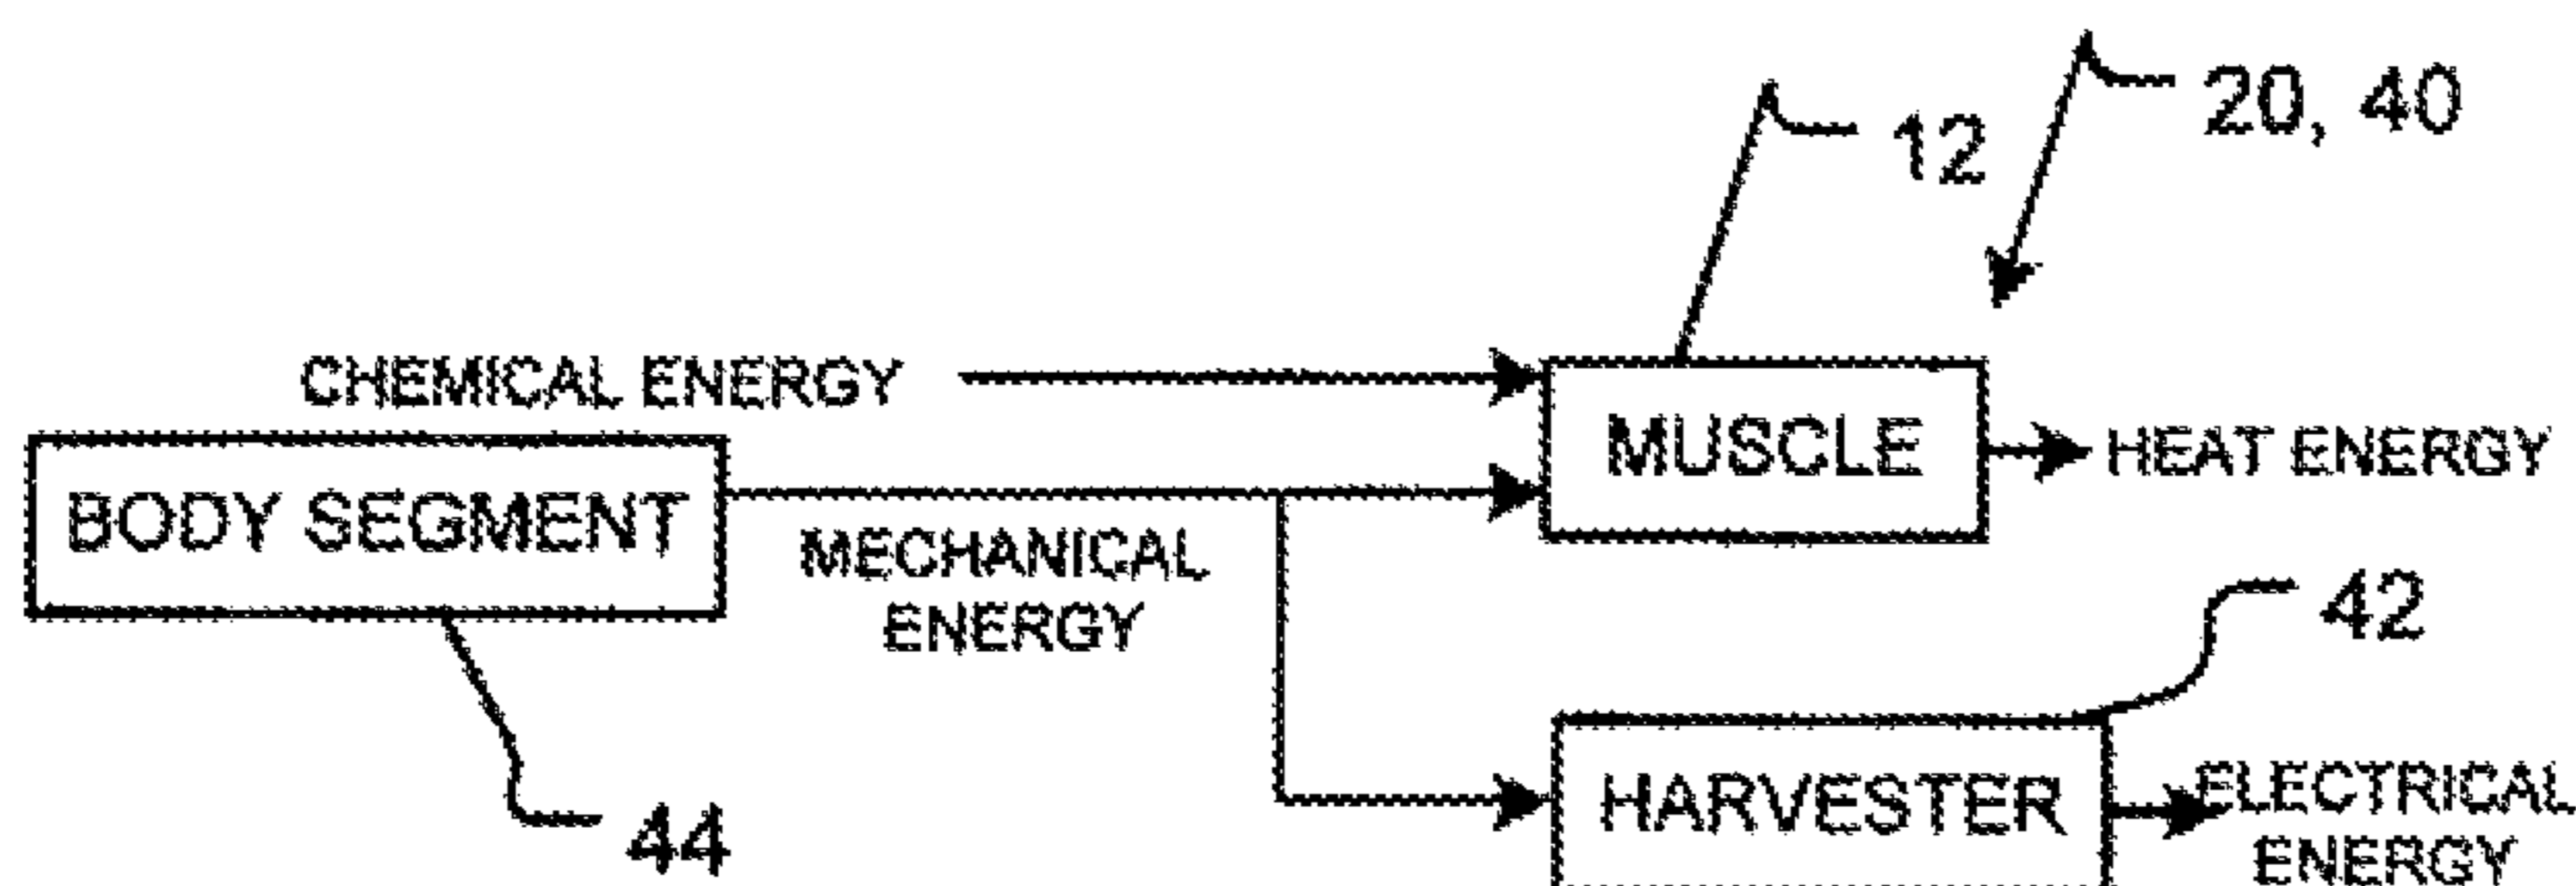 20, 40
12
CHEMICAL ENERGY
MUSCLE
HEAT ENERGY
BODY SEGMENT
MECHANICAL
ENERGY
42
44
HARVESTER
ELECTRICAL
ENERGY